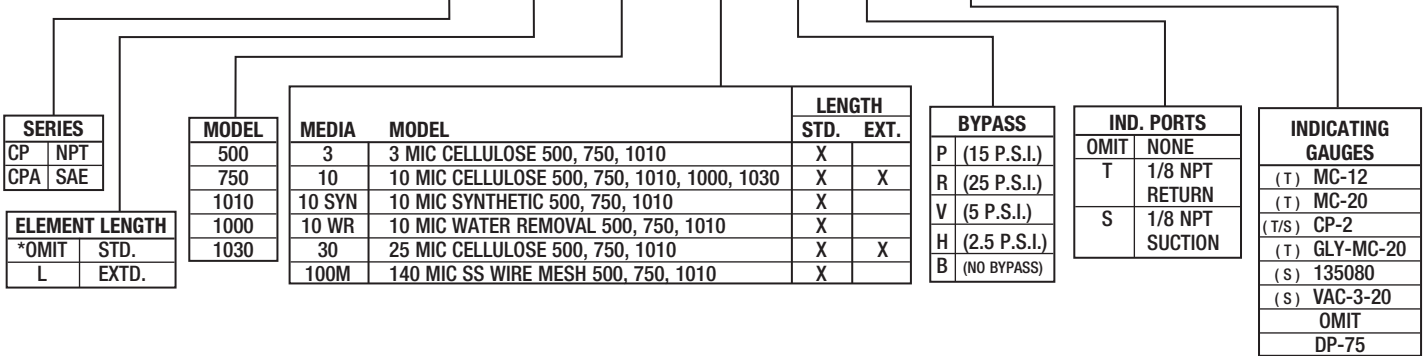 SERIES
CP NPT
CPA SAE
ELEMENT LENGTH
*OMIT STD.
L EXTD.
MODEL
500
750
1010
1000
1030
LENGTH
MEDIA MODEL STD. EXT.
3 3 MIC CELLULOSE 500, 750, 1010 X
10 10 MIC CELLULOSE 500, 750, 1010, 1000, 1030 X X
10 SYN 10 MIC SYNTHETIC 500, 750, 1010 X
10 WR 10 MIC WATER REMOVAL 500, 750, 1010 X
30 25 MIC CELLULOSE 500, 750, 1010 X X
100M 140 MIC SS WIRE MESH 500, 750, 1010 X
BYPASS
P (15 P.S.I.)
R (25 P.S.I.)
V (5 P.S.I.)
H (2.5 P.S.I.)
B (NO BYPASS)
IND. PORTS
OMIT NONE
T 1/8 NPT
RETURN
S 1/8 NPT
SUCTION
INDICATING
GAUGES
(T) MC-12
(T) MC-20
(T/S) CP-2
(T) GLY-MC-20
(S) 135080
(S) VAC-3-20
OMIT
DP-75